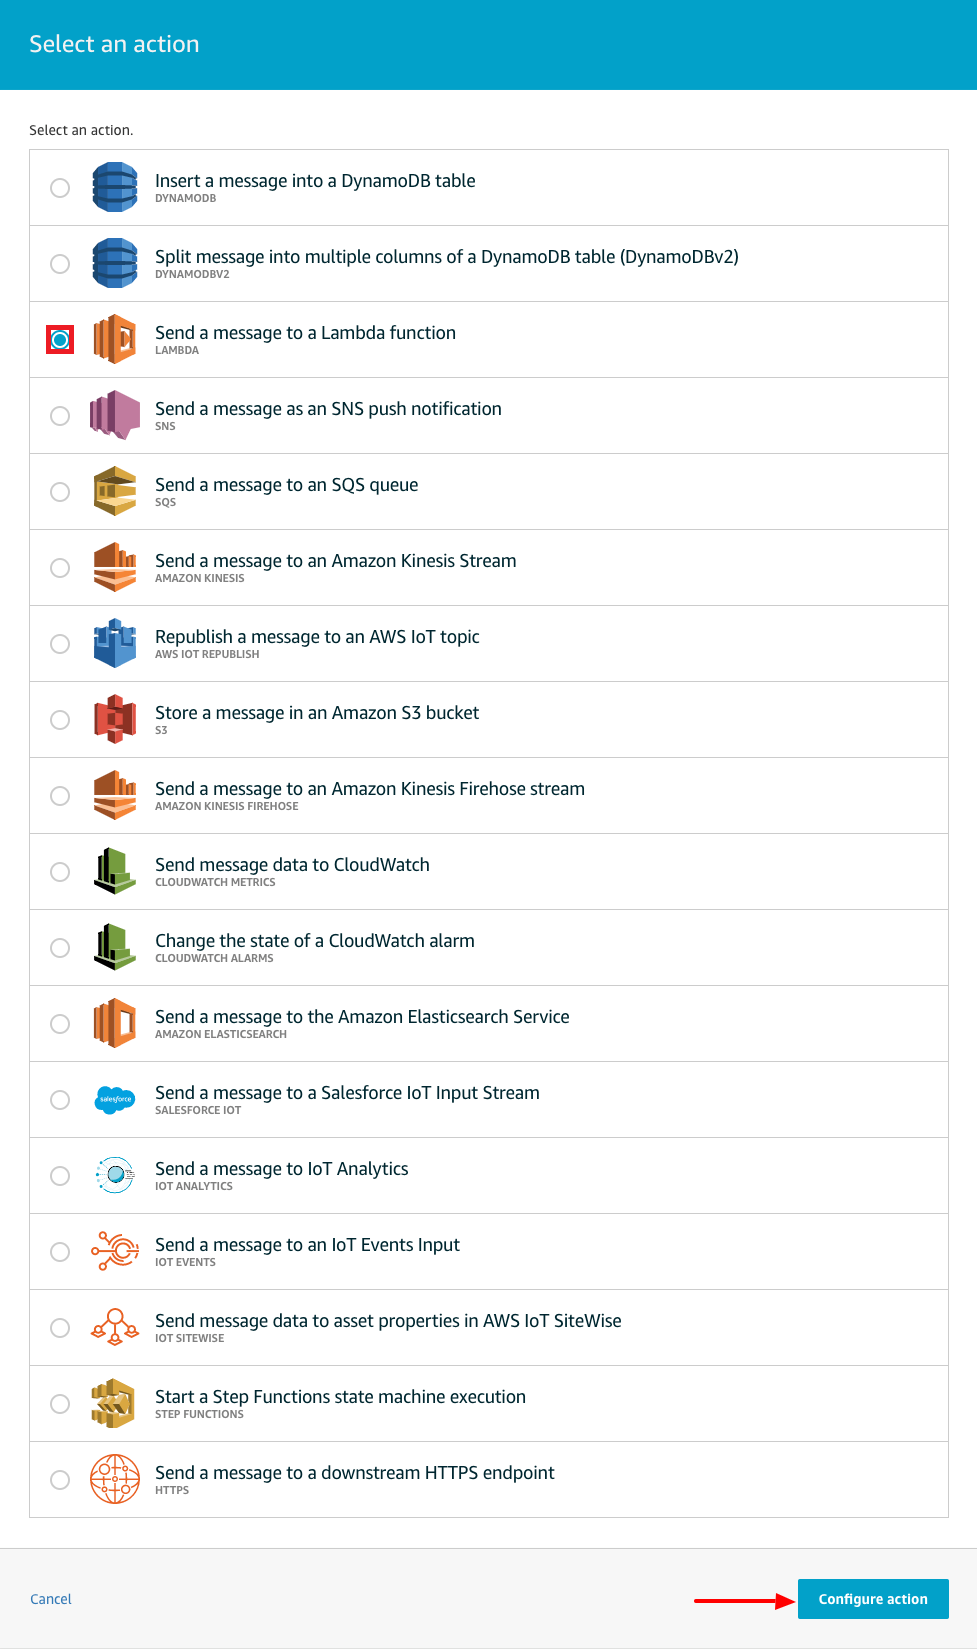 Select an action
Select an action.
Insert a message into a DynamoDB table
DYNAMODB
Split message into multiple columns of a DynamoDB table (DynamoDBv2)
DYNAMODBV2
Send a message to a Lambda function
LAMBDA
Send a message as an SNS push notification
SNS
Send a message to an SQS queue
SQS
Send a message to an Amazon Kinesis Stream
AMAZON KINESIS
Republish a message to an AWS IoT topic
AWS IOT REPUBLISH
Store a message in an Amazon S3 bucket
S3
Send a message to an Amazon Kinesis Firehose stream
AMAZON KINESIS FIREHOSE
Send message data to CloudWatch
CLOUDWATCH METRICS
Change the state of a CloudWatch alarm
CLOUDWATCH ALARMS
Send a message to the Amazon Elasticsearch Service
AMAZON ELASTICSEARCH
salesforce
Send a message to a Salesforce IoT Input Stream
SALESFORCE IOT
Send a message to IoT Analytics
IOT ANALYTICS
Send a message to an IoT Events Input
IOT EVENTS
Send message data to asset properties in AWS IoT SiteWise
IOT SITEWISE
Start a Step Functions state machine execution
STEP FUNCTIONS
Send a message to a downstream HTTPS endpoint
HTTPS
Cancel
Configure action